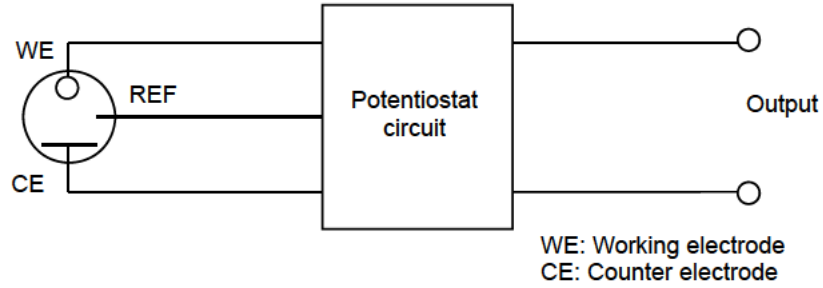 WE
REF
Potentiostat
circuit
Output
CE
WE: Working electrode
CE: Counter electrode